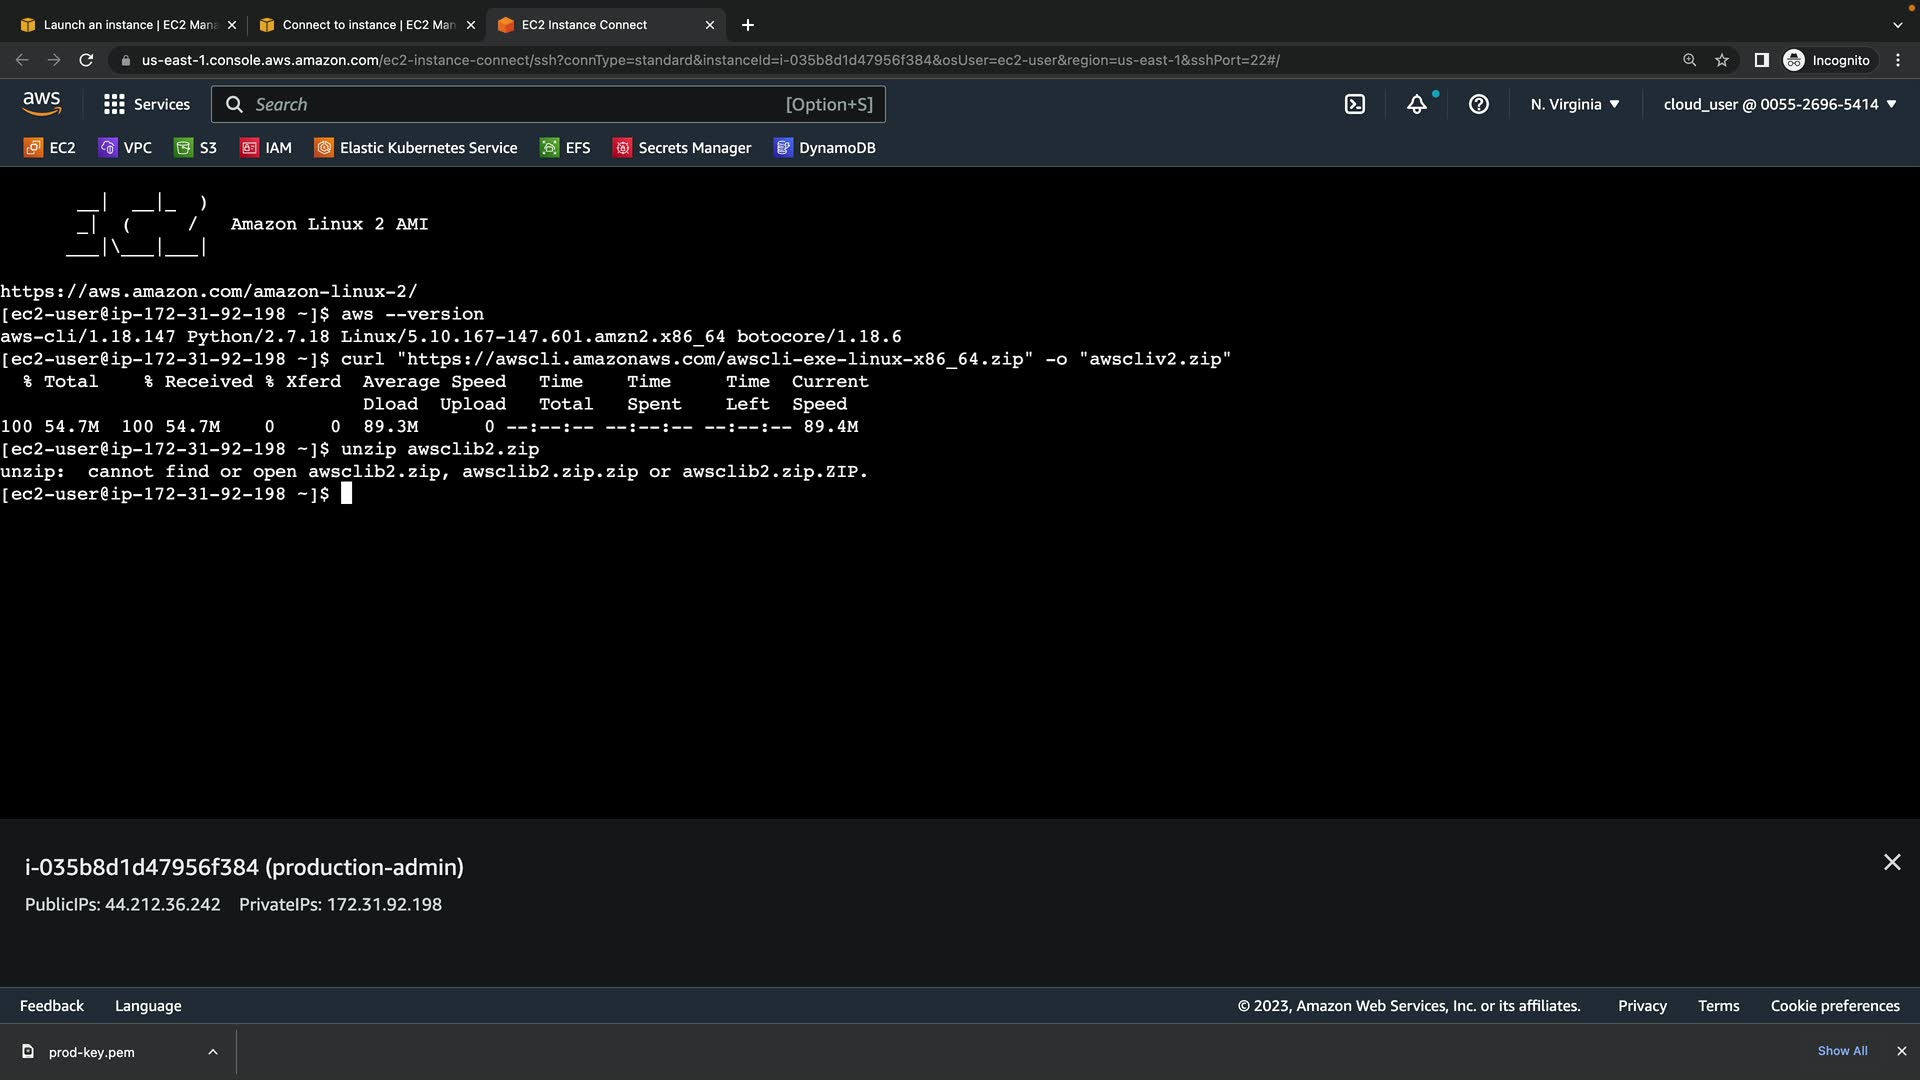 Launch an instance | EC2 Mana
Connect to instance | EC2 Man
EC2 Instance Connect
us-east-1.console.aws.amazon.com/ec2-instance-connect/ssh?connType=standard&instanceId=i-035b8d1d47956f384&osUser=ec2-user&region=us-east-1&sshPort=22#/
Incognito
aws
Services
Search
[Option+S]
N. Virginia
cloud_user @ 0055-2696-5414
EC2
VPC
S3
IAM
Elastic Kubernetes Service
EFS
Secrets Manager
DynamoDB
__|  __|_  )
_|  (     /   Amazon Linux 2 AMI
___|\___|___|
https://aws.amazon.com/amazon-linux-2/
[ec2-user@ip-172-31-92-198 ~]$ aws --version
aws-cli/1.18.147 Python/2.7.18 Linux/5.10.167-147.601.amzn2.x86_64 botocore/1.18.6
[ec2-user@ip-172-31-92-198 ~]$ curl "https://awscli.amazonaws.com/awscli-exe-linux-x86_64.zip" -o "awscliv2.zip"
% Total    % Received % Xferd  Average Speed   Time    Time     Time  Current
Dload  Upload   Total   Spent    Left  Speed
100 54.7M  100 54.7M    0     0  89.3M      0 --:--:-- --:--:-- --:--:-- 89.4M
[ec2-user@ip-172-31-92-198 ~]$ unzip awsclib2.zip
unzip:  cannot find or open awsclib2.zip, awsclib2.zip.zip or awsclib2.zip.ZIP.
[ec2-user@ip-172-31-92-198 ~]$
i-035b8d1d47956f384 (production-admin)
PublicIPs: 44.212.36.242    PrivateIPs: 172.31.92.198
Feedback
Language
© 2023, Amazon Web Services, Inc. or its affiliates.
Privacy
Terms
Cookie preferences
prod-key.pem
Show All